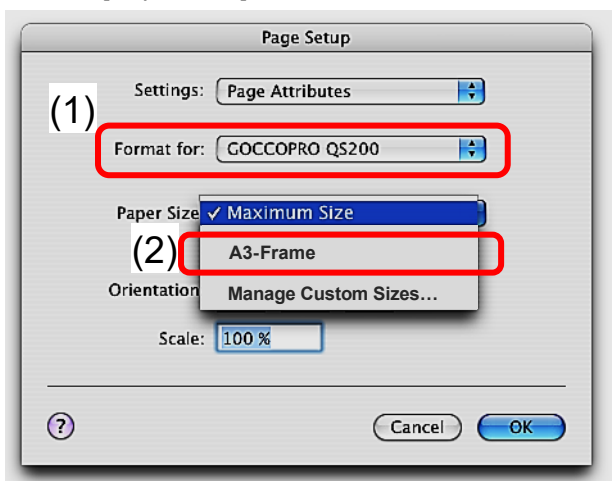 Page Setup
Settings: Page Attributes
(1)
Format for: GOCCOPRO QS200
Paper Size ✓ Maximum Size
(2) A3-Frame
Orientation Manage Custom Sizes...
Scale: 100 %
? Cancel OK